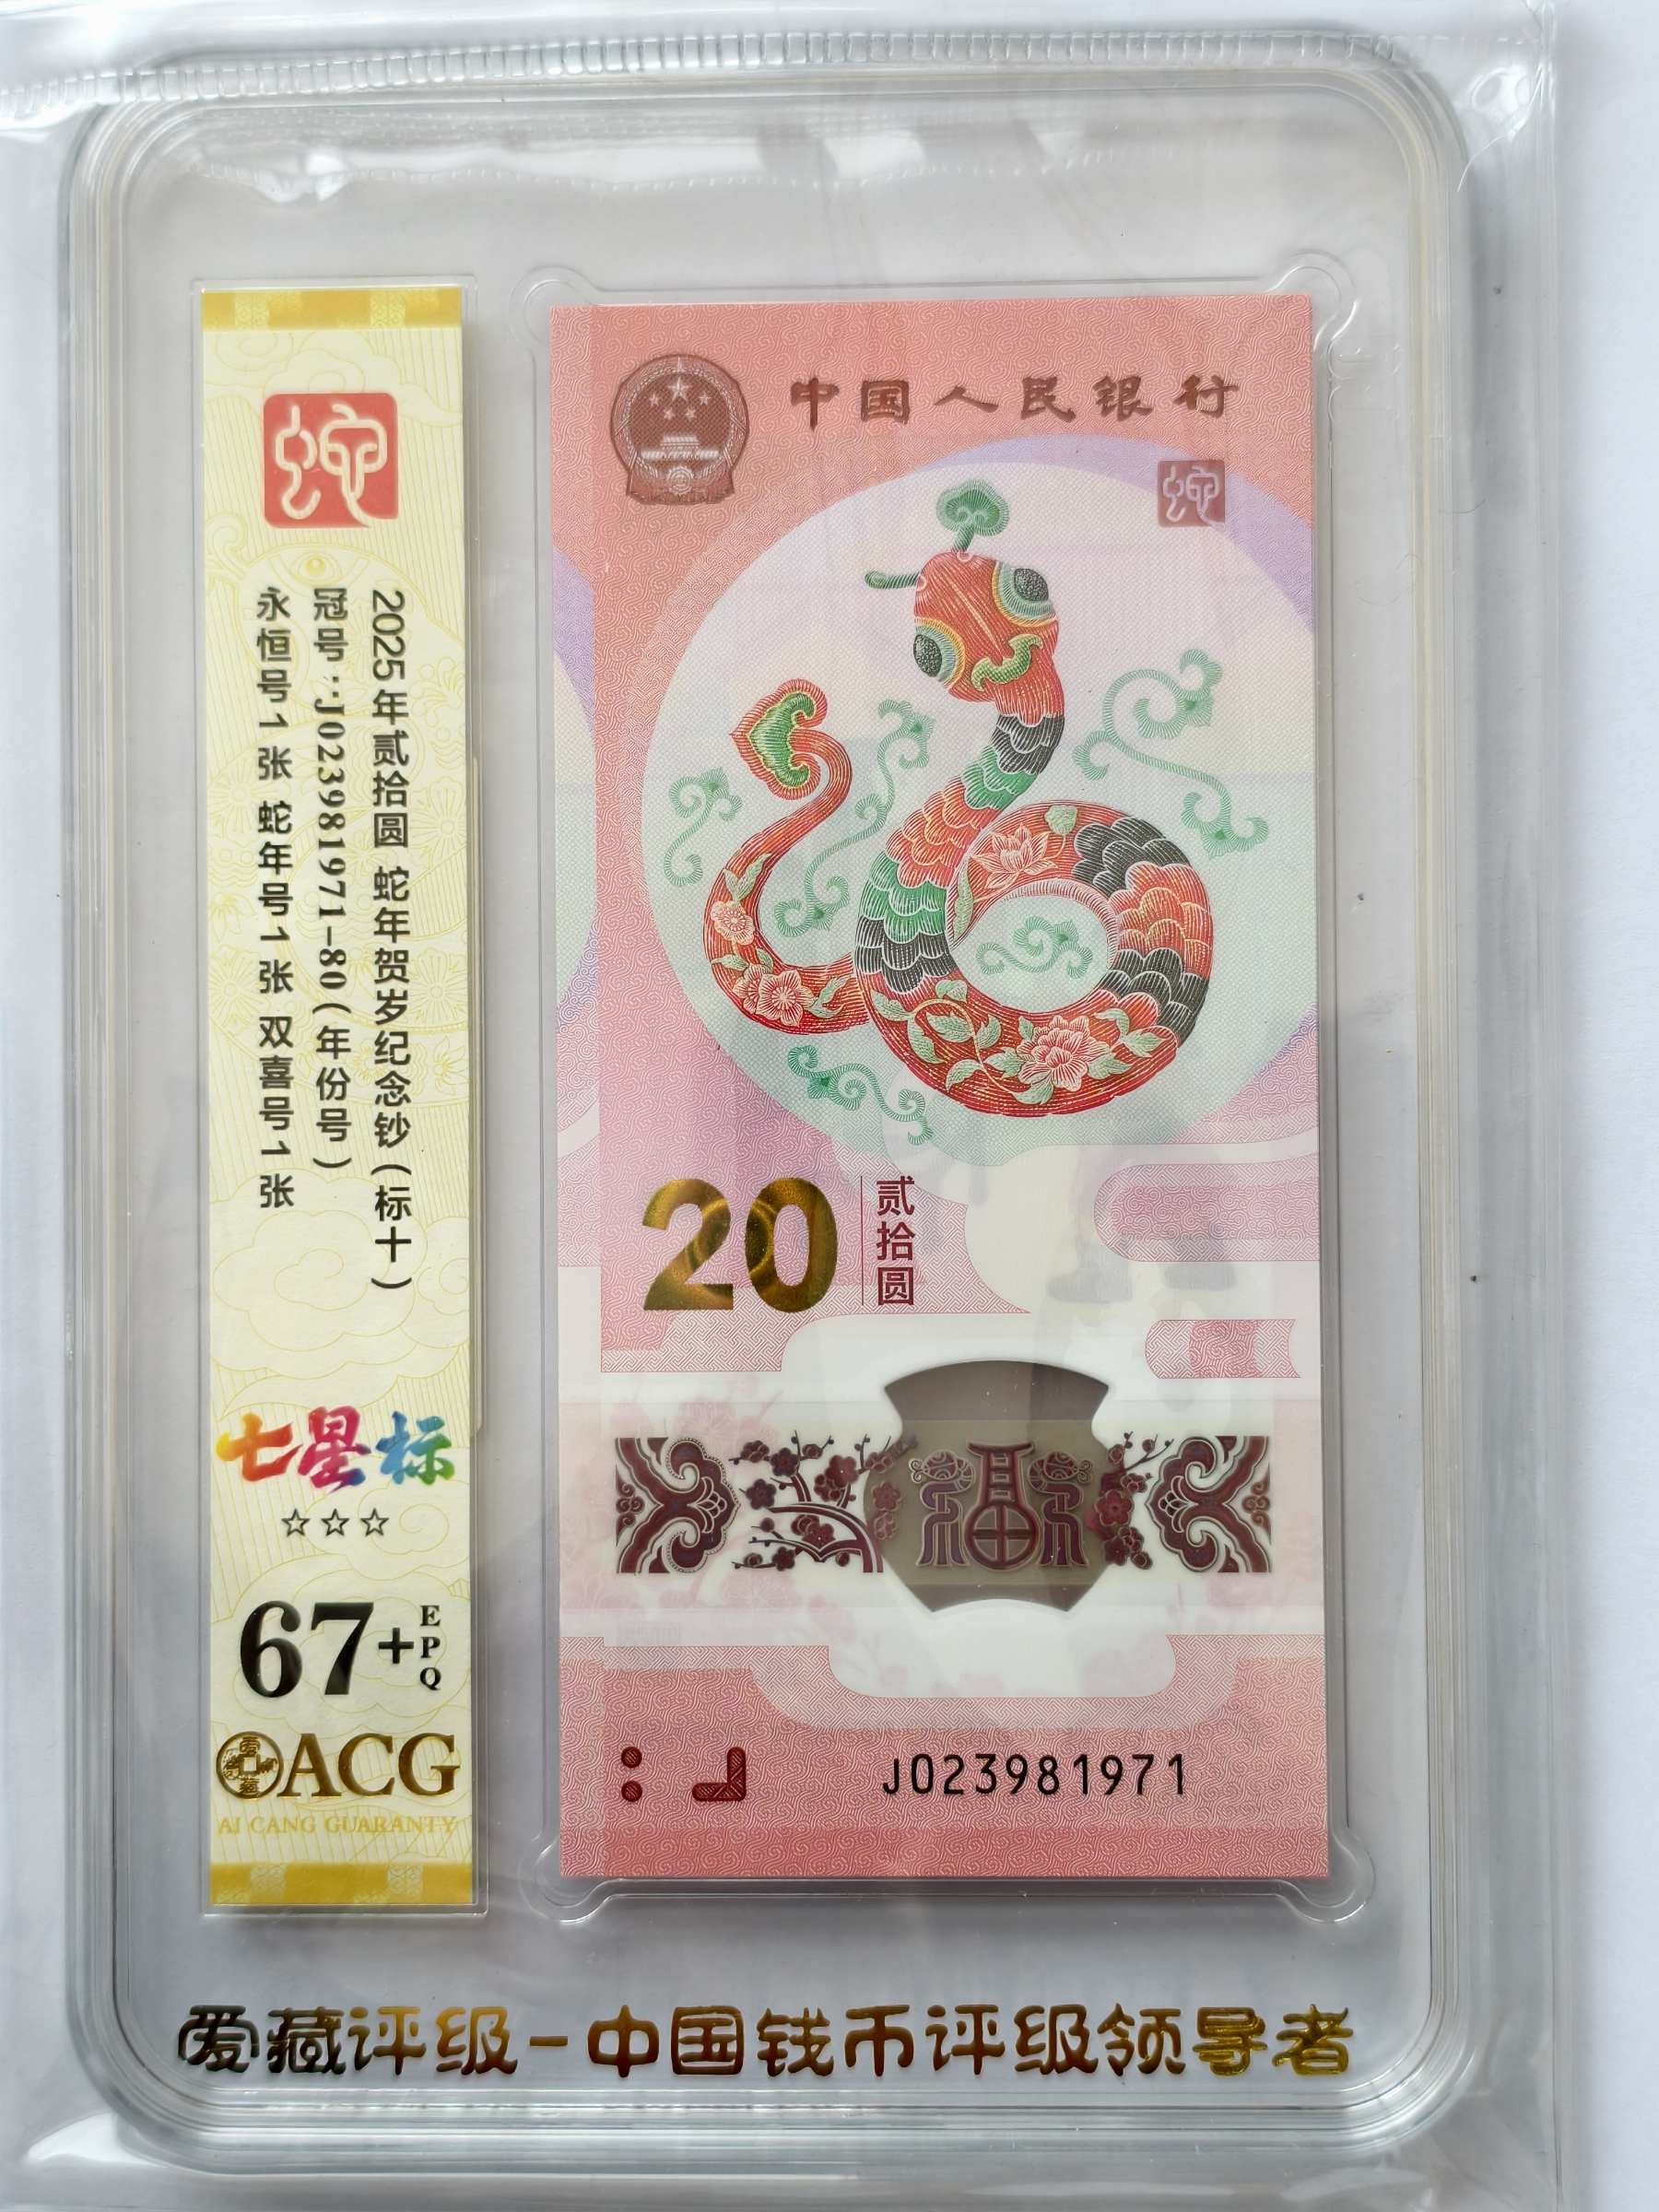 蛇
2025年贰拾圆 蛇年贺岁纪念钞(标十)
冠号:J023981971-80(年份号)
永恒号1张 蛇年号1张 双喜号1张
七星标
☆☆☆
67+EPQ
爱藏
ACG
AI CANG GUARANTY
中国人民银行
蛇
20
贰拾圆
福
J023981971
爱藏评级-中国钱币评级领导者